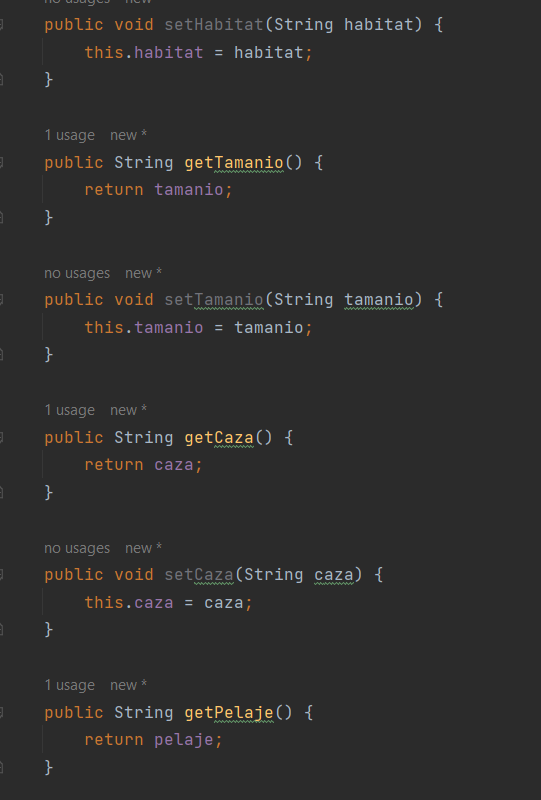 no usages new *
public void setHabitat(String habitat) {
this.habitat = habitat;
}
1 usage new *
public String getTamanio() {
return tamanio;
}
no usages new *
public void setTamanio(String tamanio) {
this.tamanio = tamanio;
}
1 usage new *
public String getCaza() {
return caza;
}
no usages new *
public void setCaza(String caza) {
this.caza = caza;
}
1 usage new *
public String getPelaje() {
return pelaje;
}